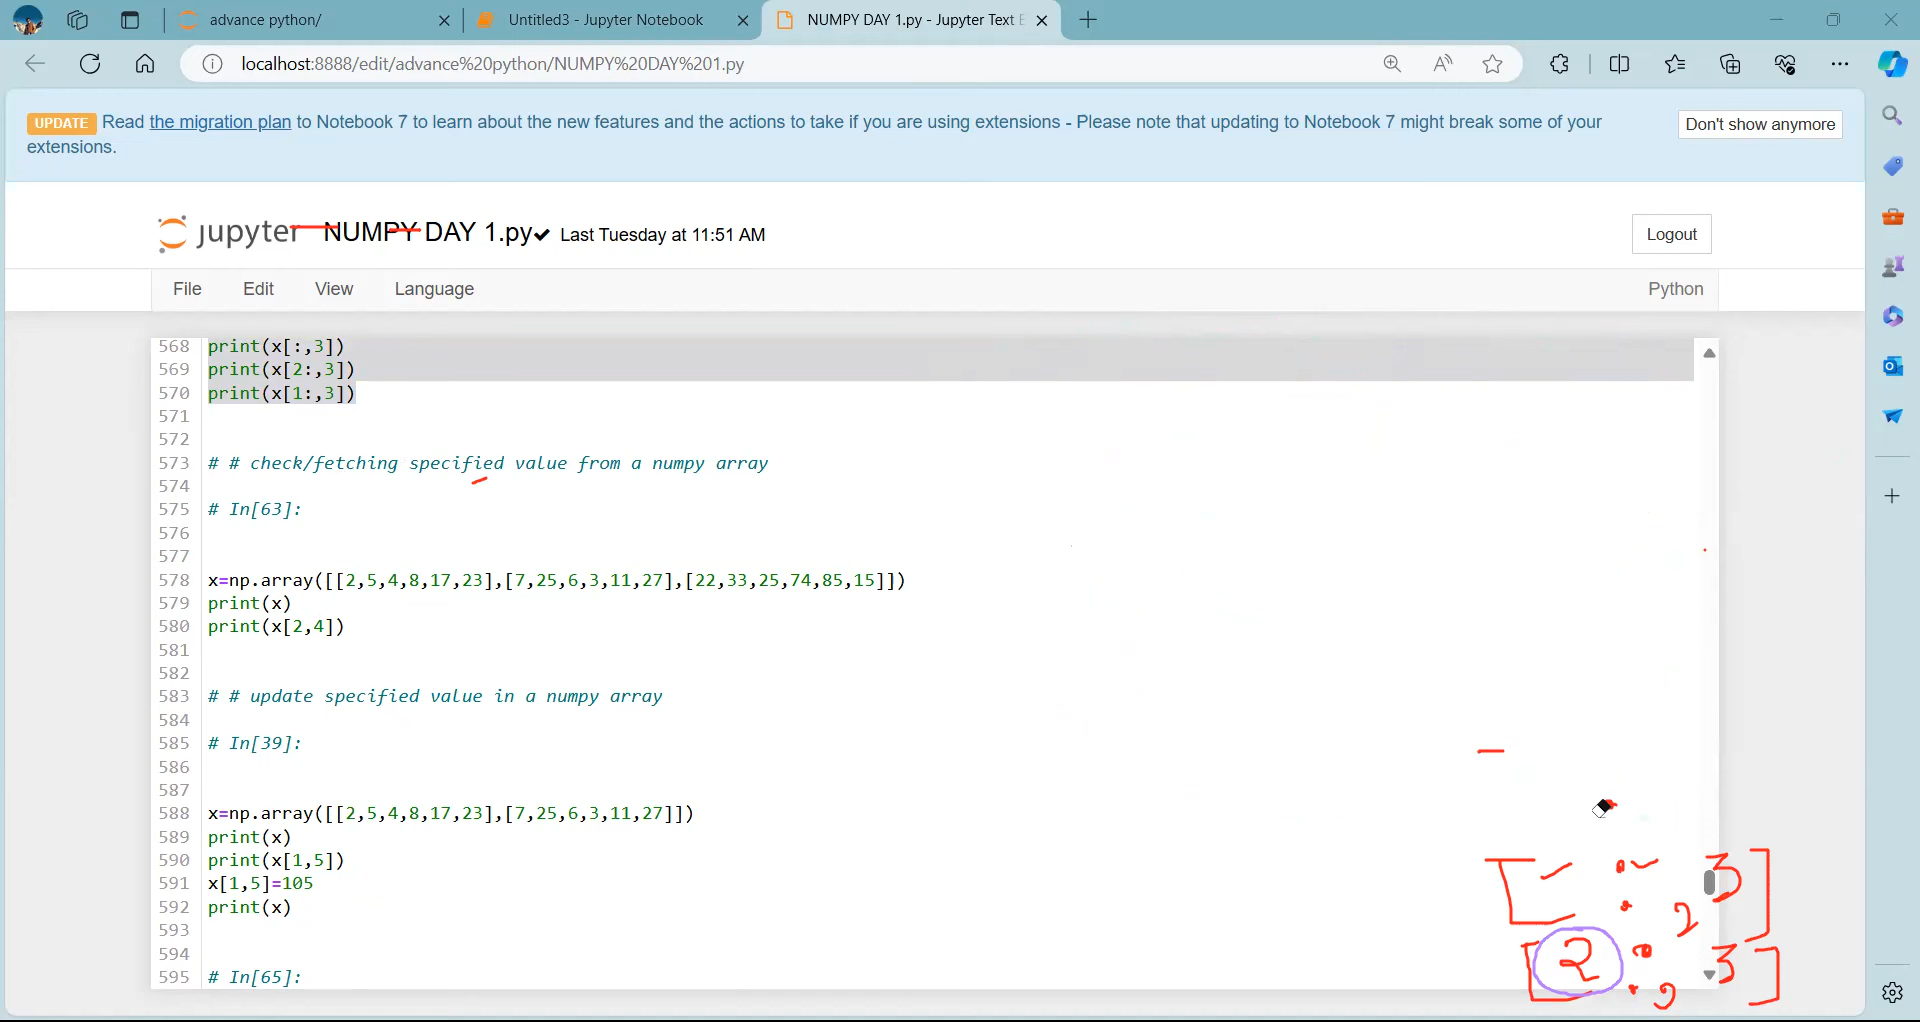 advance python/
Untitled3 - Jupyter Notebook
NUMPY DAY 1.py - Jupyter Text E
localhost:8888/edit/advance%20python/NUMPY%20DAY%201.py
UPDATE Read the migration plan to Notebook 7 to learn about the new features and the actions to take if you are using extensions - Please note that updating to Notebook 7 might break some of your
extensions.
Don't show anymore
jupyter NUMPY DAY 1.py Last Tuesday at 11:51 AM
Logout
File Edit View Language Python
568 print(x[:,3])
569 print(x[2:,3])
570 print(x[1:,3])
571
572
573 # # check/fetching specified value from a numpy array
574
575 # In[63]:
576
577
578 x=np.array([[2,5,4,8,17,23],[7,25,6,3,11,27],[22,33,25,74,85,15]])
579 print(x)
580 print(x[2,4])
581
582
583 # # update specified value in a numpy array
584
585 # In[39]:
586
587
588 x=np.array([[2,5,4,8,17,23],[7,25,6,3,11,27]])
589 print(x)
590 print(x[1,5])
591 x[1,5]=105
592 print(x)
593
594
595 # In[65]:
3
2
2 3